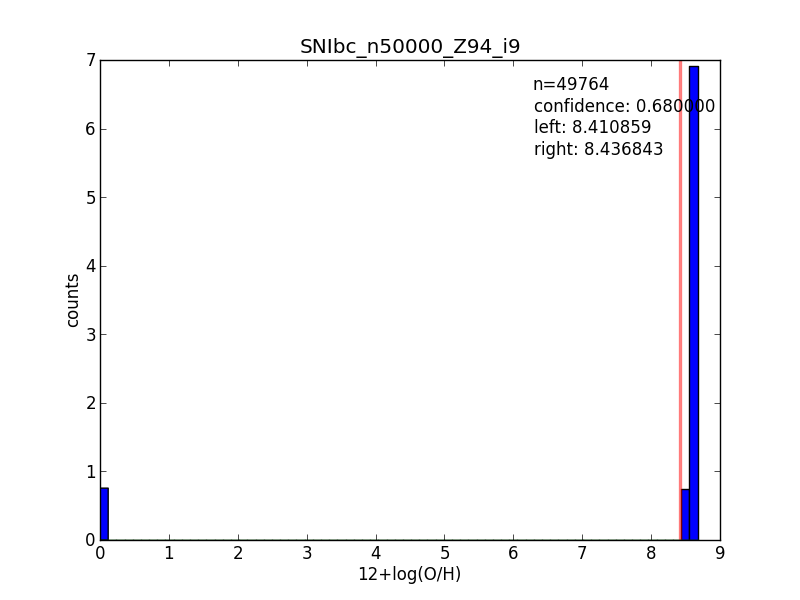 SNIbc_n50000_Z94_i9
7
6
5
4
3
2
1
0
counts
n=49764
confidence: 0.680000
left: 8.410859
right: 8.436843
0 1 2 3 4 5 6 7 8 9
12+log(O/H)